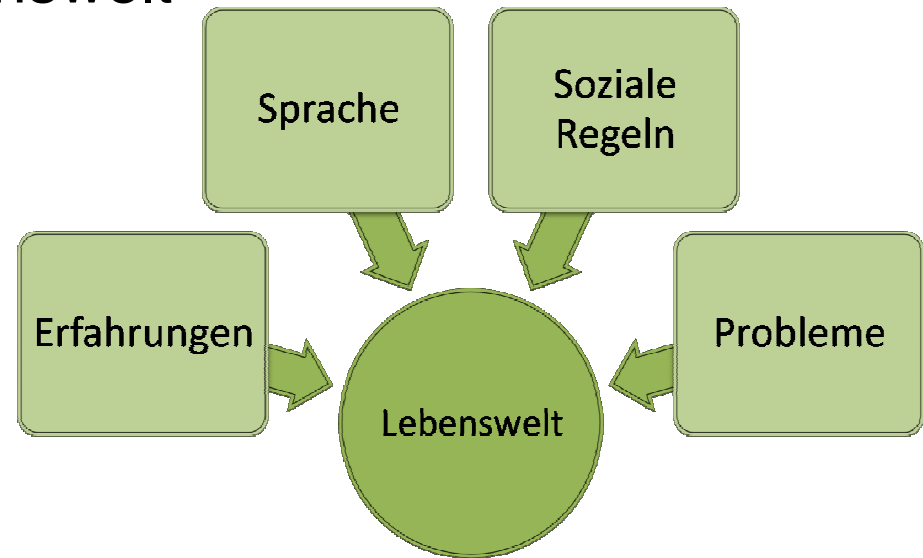 Sprache
Soziale
Regeln
Erfahrungen
Probleme
Lebenswelt